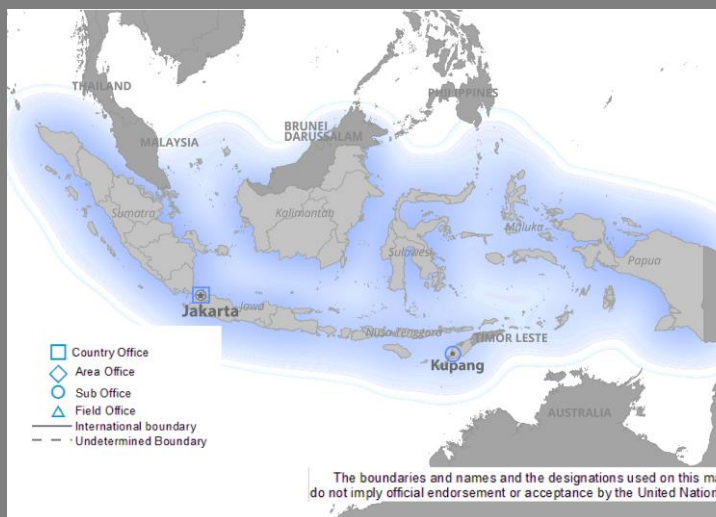 THAILAND
PHILIPPINES
BRUNEI
DARUSSALAM
MALAYSIA
Sumatra
Kalimantan
Maluku
Sulawesi
Papua
Jakarta
Jawa
Nusa Tenggara
TIMOR LESTE
Kupang
Country Office
Area Office
Sub Office
Field Office
International boundary
Undetermined Boundary
AUSTRALIA
The boundaries and names and the designations used on this ma
do not imply official endorsement or acceptance by the United Nation